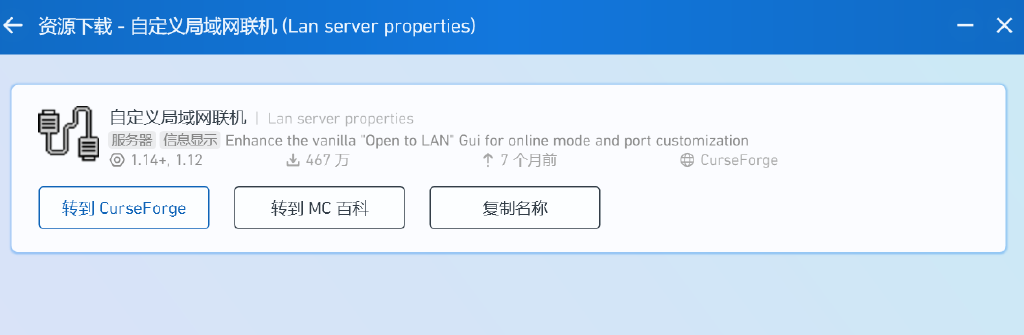 资源下载 - 自定义局域网联机 (Lan server properties)
自定义局域网联机 | Lan server properties
服务器 信息显示 Enhance the vanilla "Open to LAN" Gui for online mode and port customization
1.14+, 1.12 467 万 7 个月前 CurseForge
转到 CurseForge 转到 MC 百科 复制名称